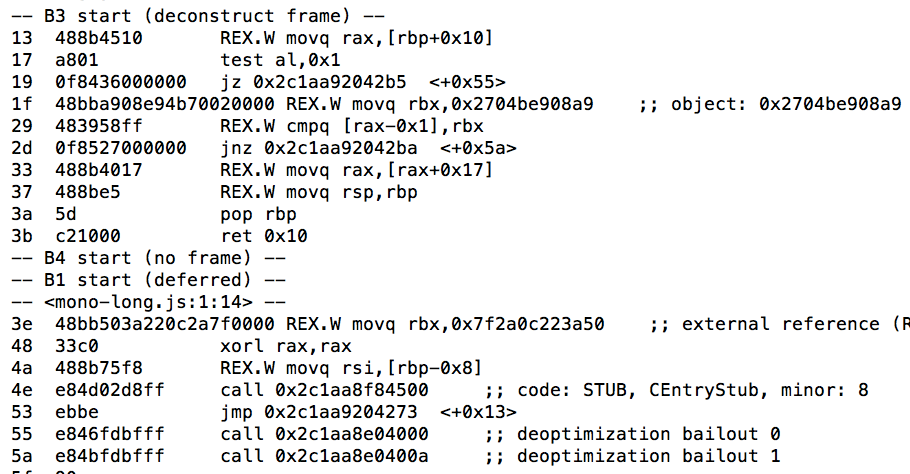 -- B3 start (deconstruct frame) --
13 488b4510 REX.W movq rax,[rbp+0x10]
17 a801 test al,0x1
19 0f8436000000 jz 0x2c1aa92042b5 <+0x55>
1f 48bba908e94b70020000 REX.W movq rbx,0x2704be908a9 ;; object: 0x2704be908a9
29 483958ff REX.W cmpq [rax-0x1],rbx
2d 0f8527000000 jnz 0x2c1aa92042ba <+0x5a>
33 488b4017 REX.W movq rax,[rax+0x17]
37 488be5 REX.W movq rsp,rbp
3a 5d pop rbp
3b c21000 ret 0x10
-- B4 start (no frame) --
-- B1 start (deferred) --
-- <mono-long.js:1:14> --
3e 48bb503a220c2a7f0000 REX.W movq rbx,0x7f2a0c223a50 ;; external reference (R
48 33c0 xorl rax,rax
4a 488b75f8 REX.W movq rsi,[rbp-0x8]
4e e84d02d8ff call 0x2c1aa8f84500 ;; code: STUB, CEntryStub, minor: 8
53 ebbe jmp 0x2c1aa9204273 <+0x13>
55 e846fdbfff call 0x2c1aa8e04000 ;; deoptimization bailout 0
5a e84bfdbfff call 0x2c1aa8e0400a ;; deoptimization bailout 1